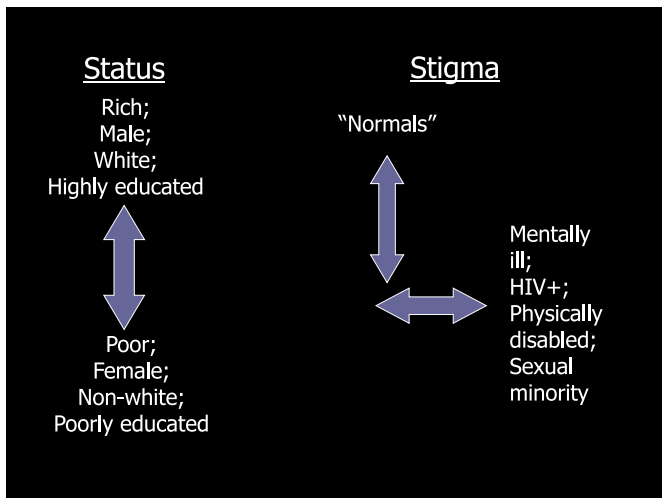 Status
Rich;
Male;
White;
Highly educated
Poor;
Female;
Non-white;
Poorly educated
Stigma
“Normals”
Mentally
ill;
HIV+;
Physically
disabled;
Sexual
minority